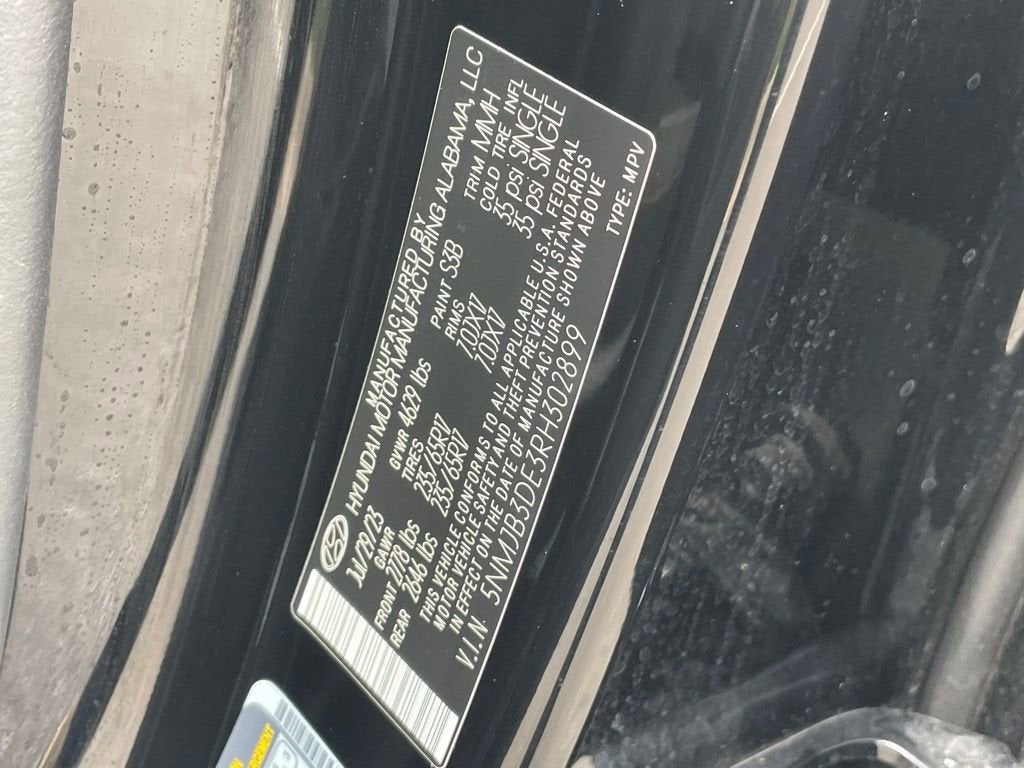 MANUFACTURED BY
HYUNDAI MOTOR MANUFACTURING ALABAMA, LLC
JUL/29/23 GVWR 4629 lbs PAINT S3B TRIM MMH
GAWR TIRES RIMS COLD TIRE INFL
FRONT 2778 lbs 235/65R17 7.0JX17 35 psi SINGLE
REAR 2646 lbs 235/65R17 7.0JX17 35 psi SINGLE
THIS VEHICLE CONFORMS TO ALL APPLICABLE U.S.A. FEDERAL
MOTOR VEHICLE SAFETY AND THEFT PREVENTION STANDARDS
IN EFFECT ON THE DATE OF MANUFACTURE SHOWN ABOVE
V.I.N: 5NMJB3DE3RH302899 TYPE: MPV